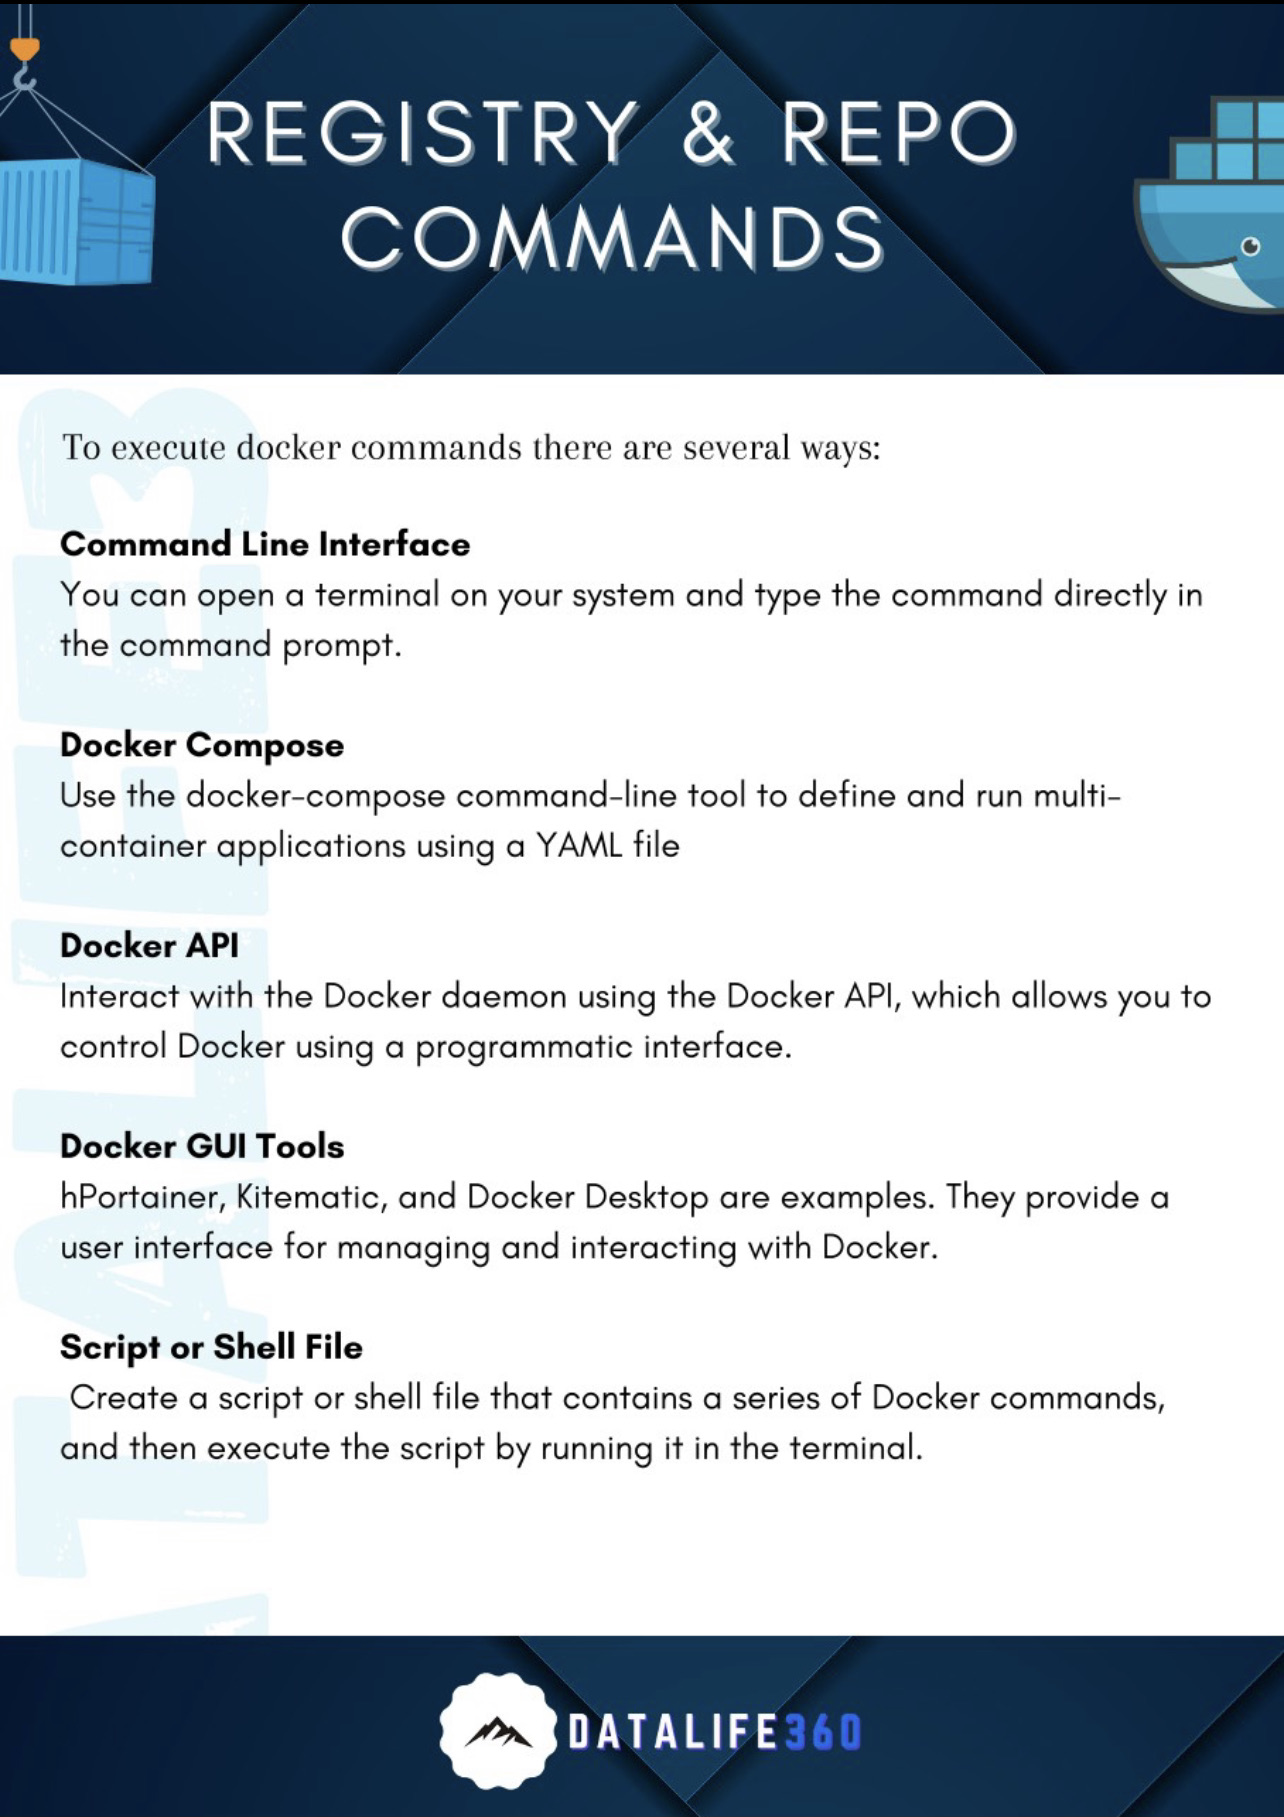 REGISTRY & REPO
COMMANDS
To execute docker commands there are several ways:
Command Line Interface
You can open a terminal on your system and type the command directly in
the command prompt.
Docker Compose
Use the docker-compose command-line tool to define and run multi-
container applications using a YAML file
Docker API
Interact with the Docker daemon using the Docker API, which allows you to
control Docker using a programmatic interface.
Docker GUI Tools
hPortainer, Kitematic, and Docker Desktop are examples. They provide a
user interface for managing and interacting with Docker.
Script or Shell File
Create a script or shell file that contains a series of Docker commands,
and then execute the script by running it in the terminal.
DATALIFE360